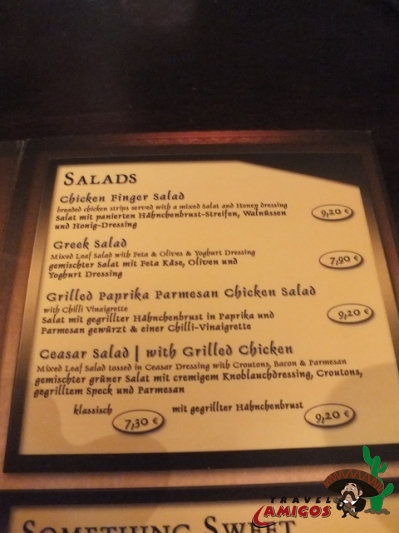 SALADS
Chicken Finger Salad
breaded chicken strips served with a mixed salad and Honey dressing
Salat mit panierten Hähnchenbrust-Streifen, Walnüssen
und Honig-Dressing
9,20 €
Greek Salad
Mixed Leaf Salad with Feta & Olives & Yoghurt Dressing
gemischter Salat mit Feta Käse, Oliven und
Yoghurt Dressing
7,90 €
Grilled Paprika Parmesan Chicken Salad
with Chilli Vinaigrette
Salat mit gegrillter Hähnchenbrust in Paprika und
Parmesan gewürzt & einer Chilli-Vinaigrette
9,20 €
Ceasar Salad | with Grilled Chicken
Mixed Leaf Salad tossed in Ceasar Dressing with Croutons, Bacon & Parmesan
gemischter grüner Salat mit cremigem Knoblauchdressing, Croutons,
gegrilltem Speck und Parmesan
klassisch 7,30 € mit gegrillter Hähnchenbrust 9,20 €
SOMETHING SWEET
TRAVEL
AMIGOS